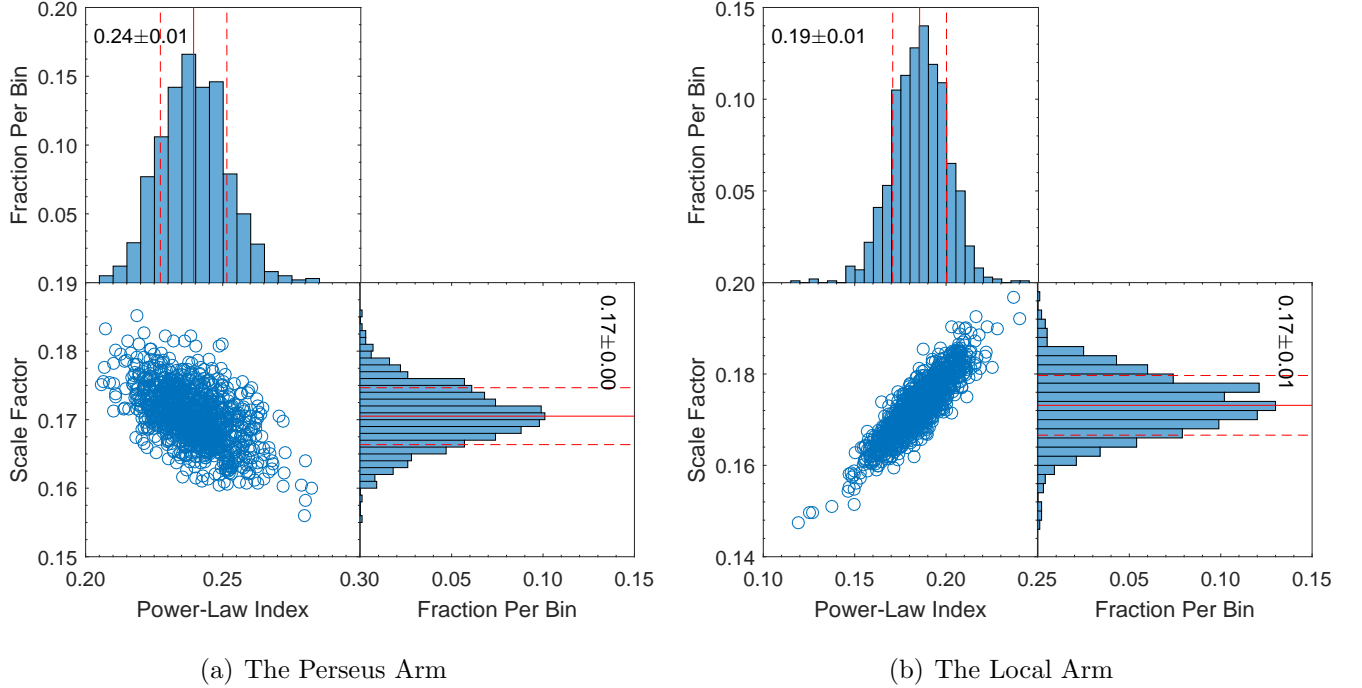 0.20
0.15
0.10
0.05
0.19
Fraction Per Bin
0.24±0.01
0.18
0.17
0.16
0.15
Scale Factor
0.17±0.00
0.20 0.25 0.30 0.05 0.10 0.15
Power-Law Index Fraction Per Bin
(a) The Perseus Arm
0.15
0.10
0.05
0.20
Fraction Per Bin
0.19±0.01
0.18
0.16
0.14
Scale Factor
0.17±0.01
0.10 0.15 0.20 0.25 0.05 0.10 0.15
Power-Law Index Fraction Per Bin
(b) The Local Arm